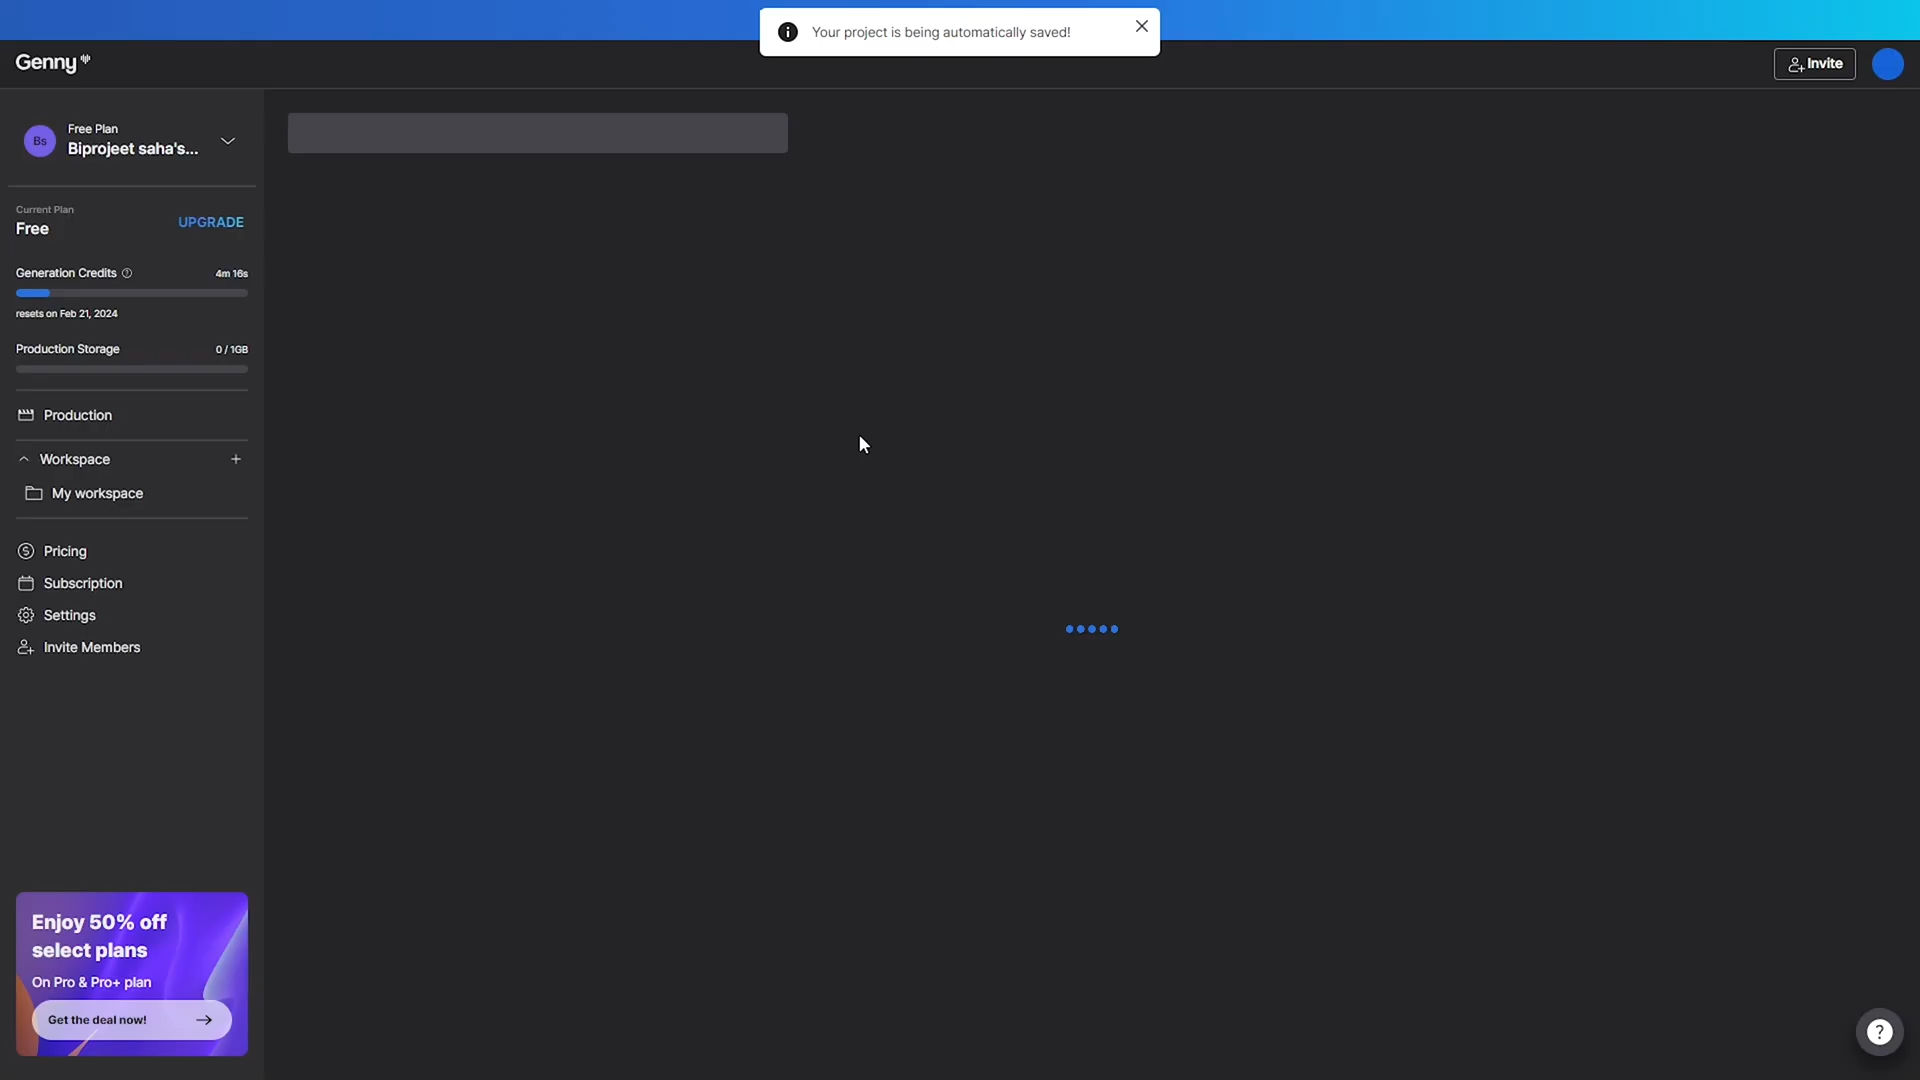 Your project is being automatically saved!
Genny
Invite
Bs
Free Plan
Biprojeet saha's...
Current Plan
Free
UPGRADE
Generation Credits
4m 16s
resets on Feb 21, 2024
Production Storage
0 / 1GB
Production
Workspace
My workspace
Pricing
Subscription
Settings
Invite Members
Enjoy 50% off
select plans
On Pro & Pro+ plan
Get the deal now!